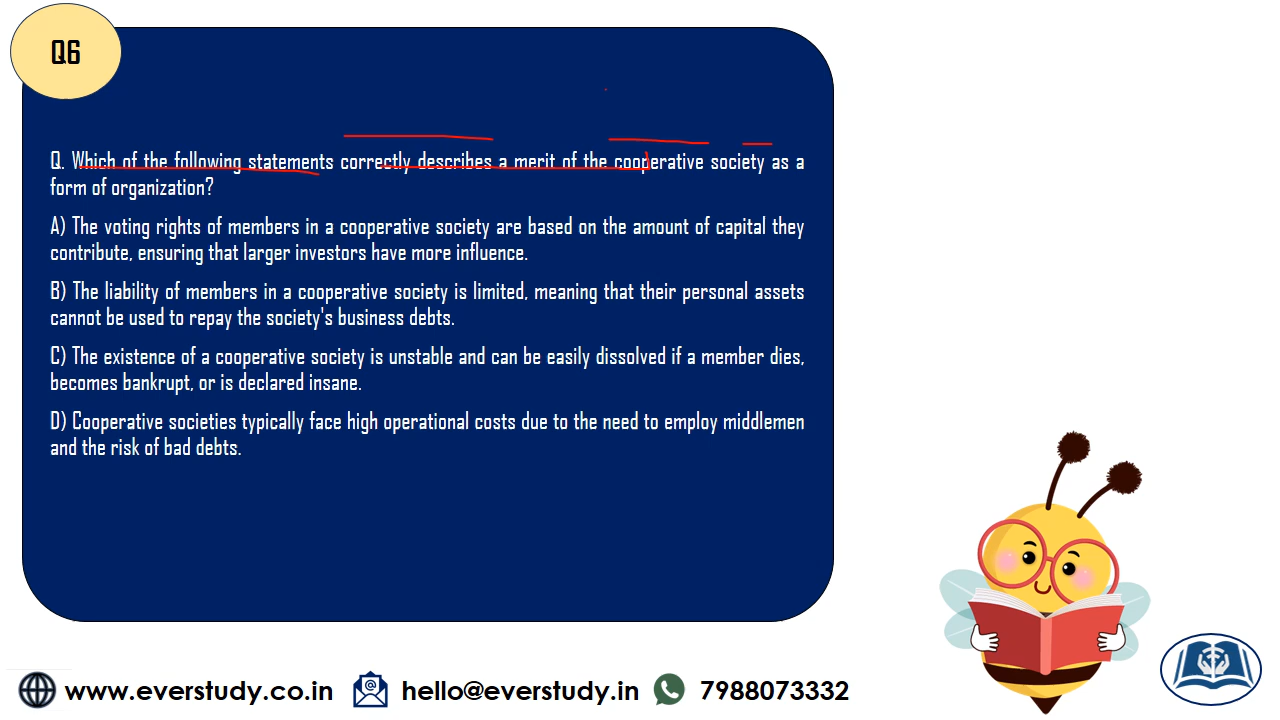 Q6
Q. Which of the following statements correctly describes a merit of the cooperative society as a
form of organization?
A) The voting rights of members in a cooperative society are based on the amount of capital they
contribute, ensuring that larger investors have more influence.
B) The liability of members in a cooperative society is limited, meaning that their personal assets
cannot be used to repay the society's business debts.
C) The existence of a cooperative society is unstable and can be easily dissolved if a member dies,
becomes bankrupt, or is declared insane.
D) Cooperative societies typically face high operational costs due to the need to employ middlemen
and the risk of bad debts.
www.everstudy.co.in hello@everstudy.in 7988073332